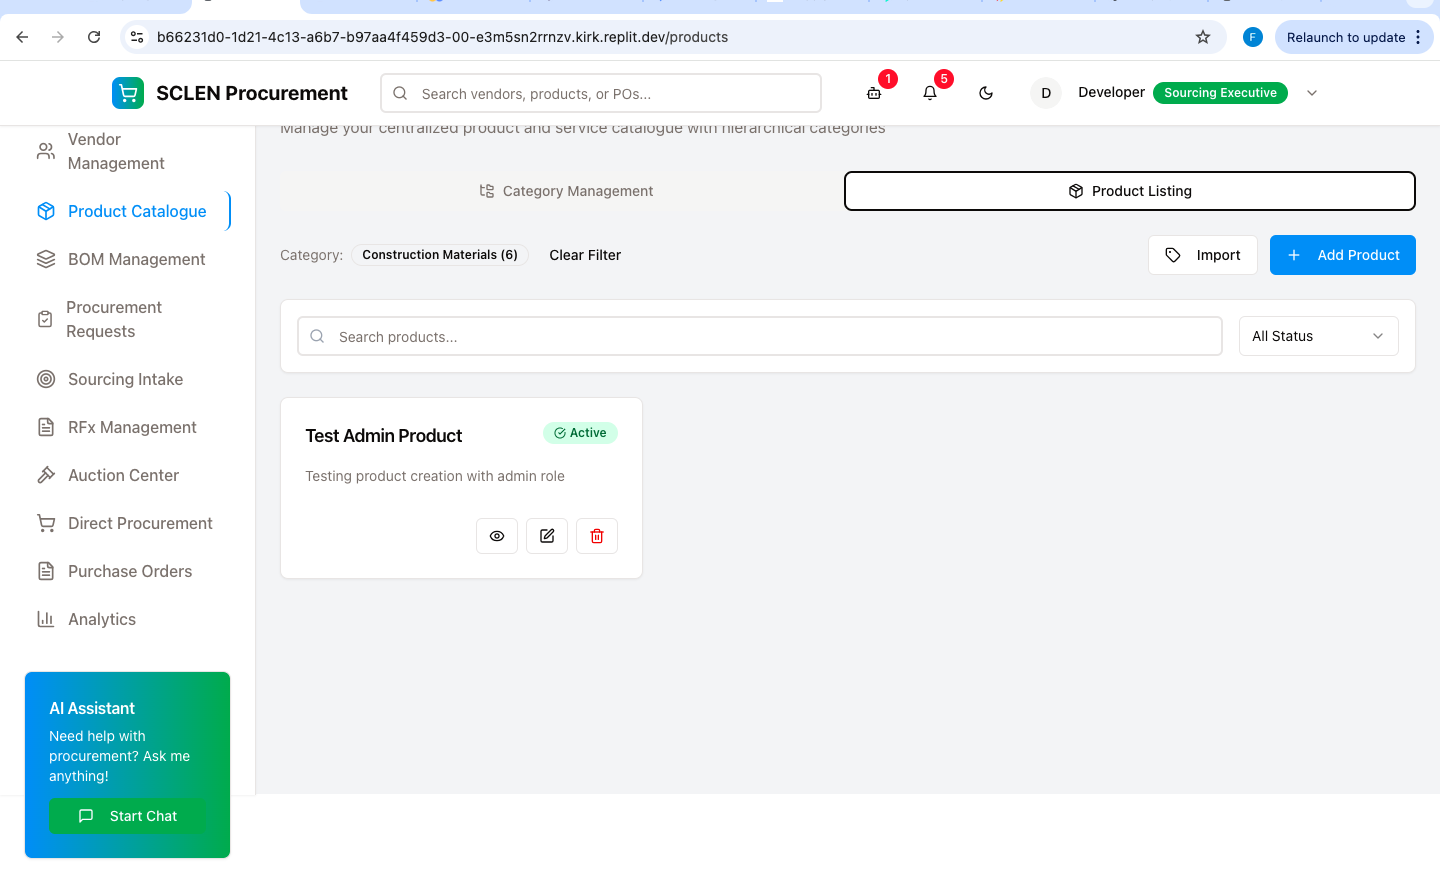 b66231d0-1d21-4c13-a6b7-b97aa4f459d3-00-e3m5sn2rrnzv.kirk.replit.dev/products
F
Relaunch to update
SCLEN Procurement
Search vendors, products, or POs...
1
5
D
Developer
Sourcing Executive
Vendor
Management
Product Catalogue
BOM Management
Procurement
Requests
Sourcing Intake
RFx Management
Auction Center
Direct Procurement
Purchase Orders
Analytics
AI Assistant
Need help with
procurement? Ask me
anything!
Start Chat
Manage your centralized product and service catalogue with hierarchical categories
Category Management
Product Listing
Category:
Construction Materials (6)
Clear Filter
Import
Add Product
Search products...
All Status
Test Admin Product
Active
Testing product creation with admin role